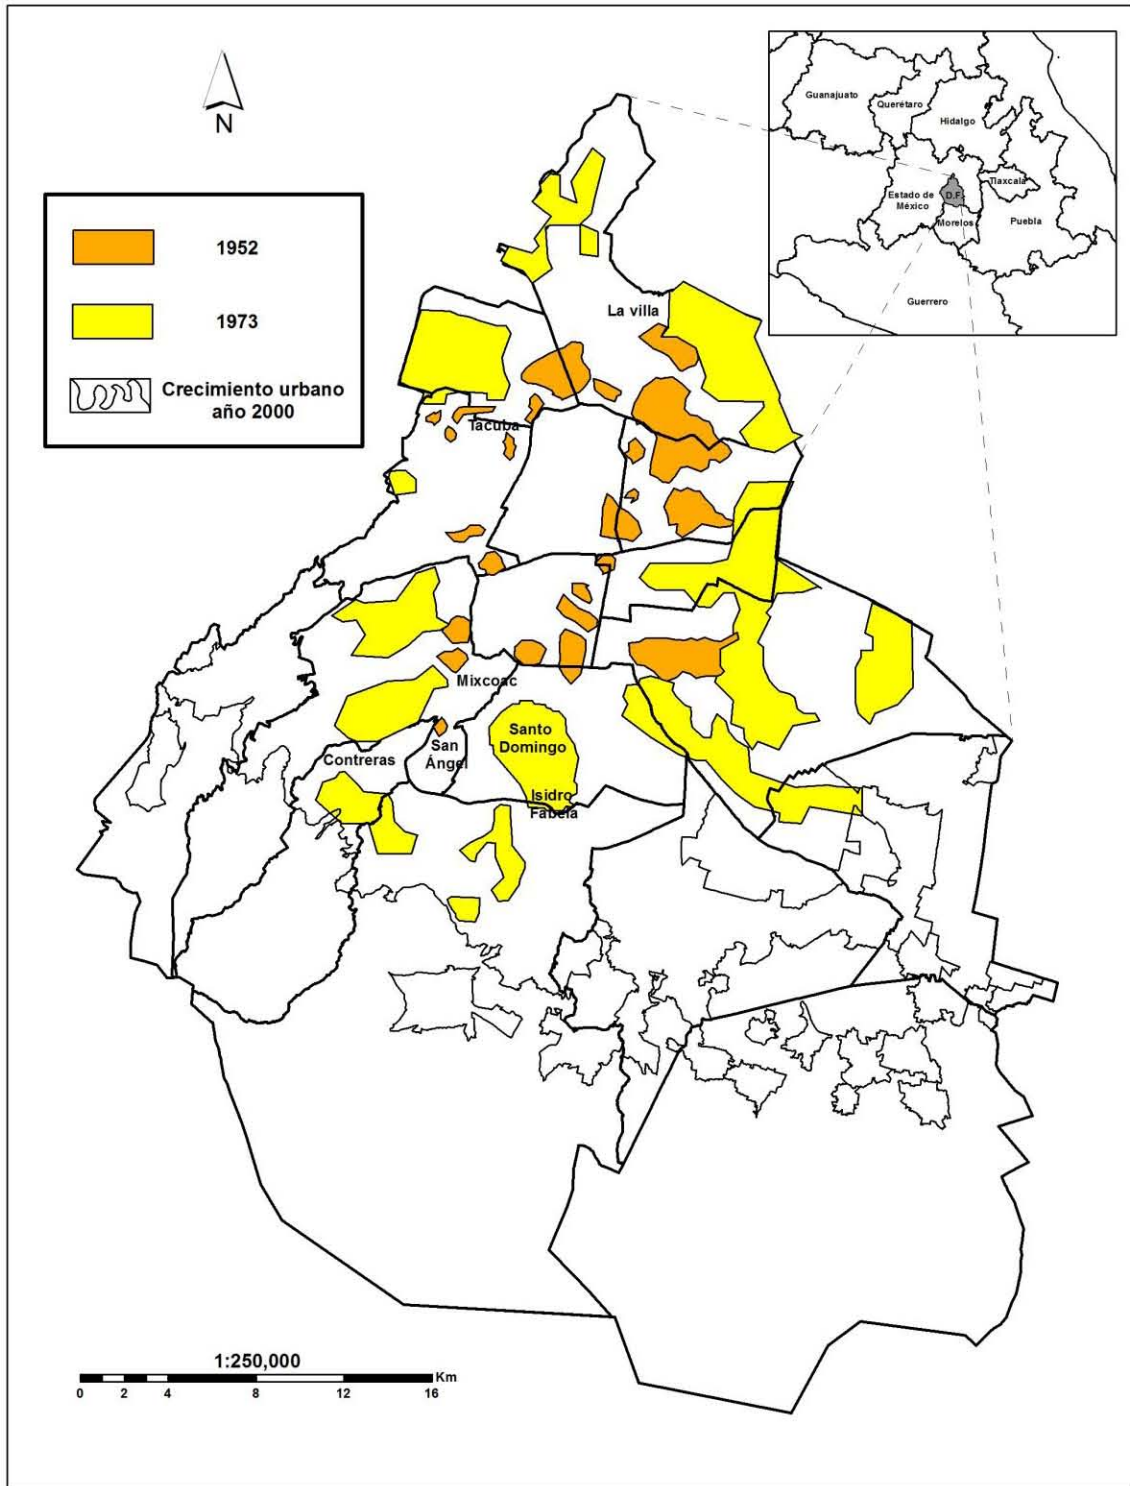 N
1952
1973
Crecimiento urbano
año 2000
Guanajuato
Querétaro
Hidalgo
Tlaxcala
Estado de
México
D.F.
Morelos
Puebla
Guerrero
La villa
Tacuba
Mixcoac
San
Ángel
Santo
Domingo
Contreras
Isidro
Fabela
1:250,000
Km
0 2 4 8 12 16